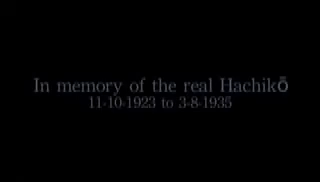 In memory of the real Hachikō
11-10-1923 to 3-8-1935